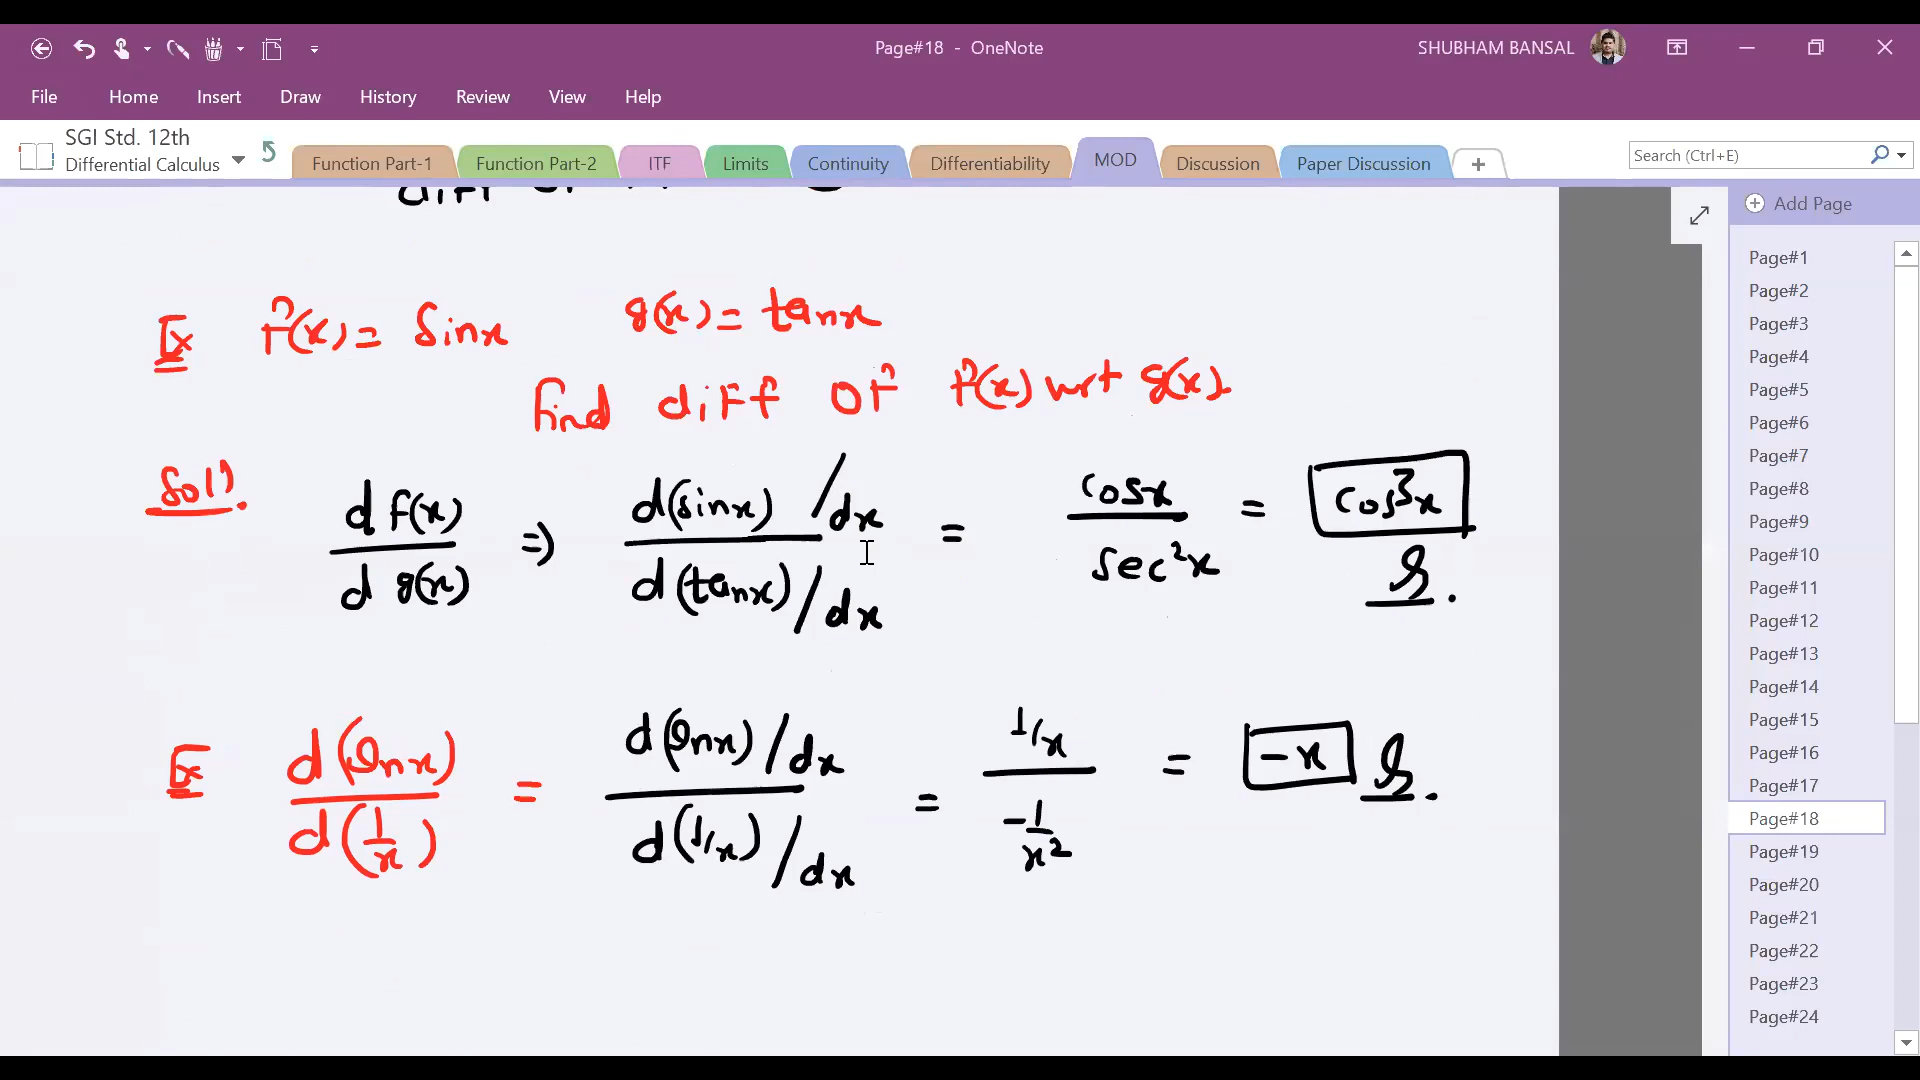 Page#18 - OneNote
SHUBHAM BANSAL
File Home Insert Draw History Review View Help
SGI Std. 12th
Differential Calculus
Function Part-1 Function Part-2 ITF Limits Continuity Differentiability MOD Discussion Paper Discussion +
Search (Ctrl+E)
Add Page
diff of
Ex f(x) = sinx g(x) = tanx
find diff of f(x) wrt g(x).
Sol).
d f(x) / d g(x) ⇒ d(sinx)/dx / d(tanx)/dx = cosx / sec²x = cos³x
Ex d(lnx) / d(1/x) = d(lnx)/dx / d(1/x)/dx = 1/x / -1/x² = -x
Page#1
Page#2
Page#3
Page#4
Page#5
Page#6
Page#7
Page#8
Page#9
Page#10
Page#11
Page#12
Page#13
Page#14
Page#15
Page#16
Page#17
Page#18
Page#19
Page#20
Page#21
Page#22
Page#23
Page#24